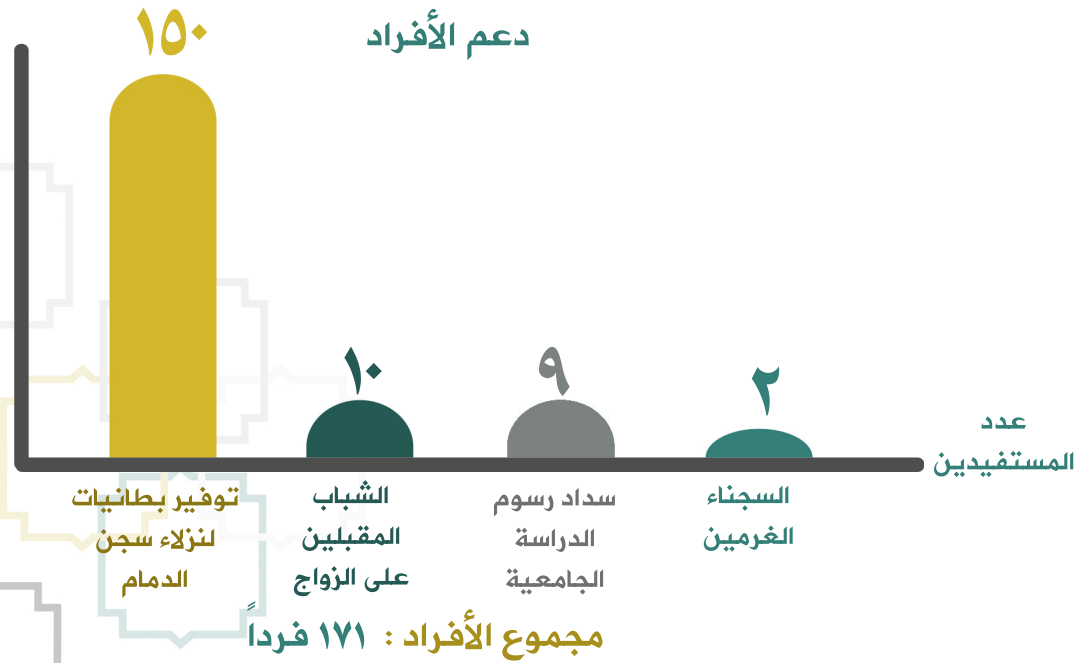 دعم الأفراد
١٥٠
١٠
٩
٢
عدد
المستفيدين
السجناء
الغرمين
سداد رسوم
الدراسة
الجامعية
الشباب
المقبلين
على الزواج
توفير بطانيات
لنزلاء سجن
الدمام
مجموع الأفراد : ١٧١ فرداً